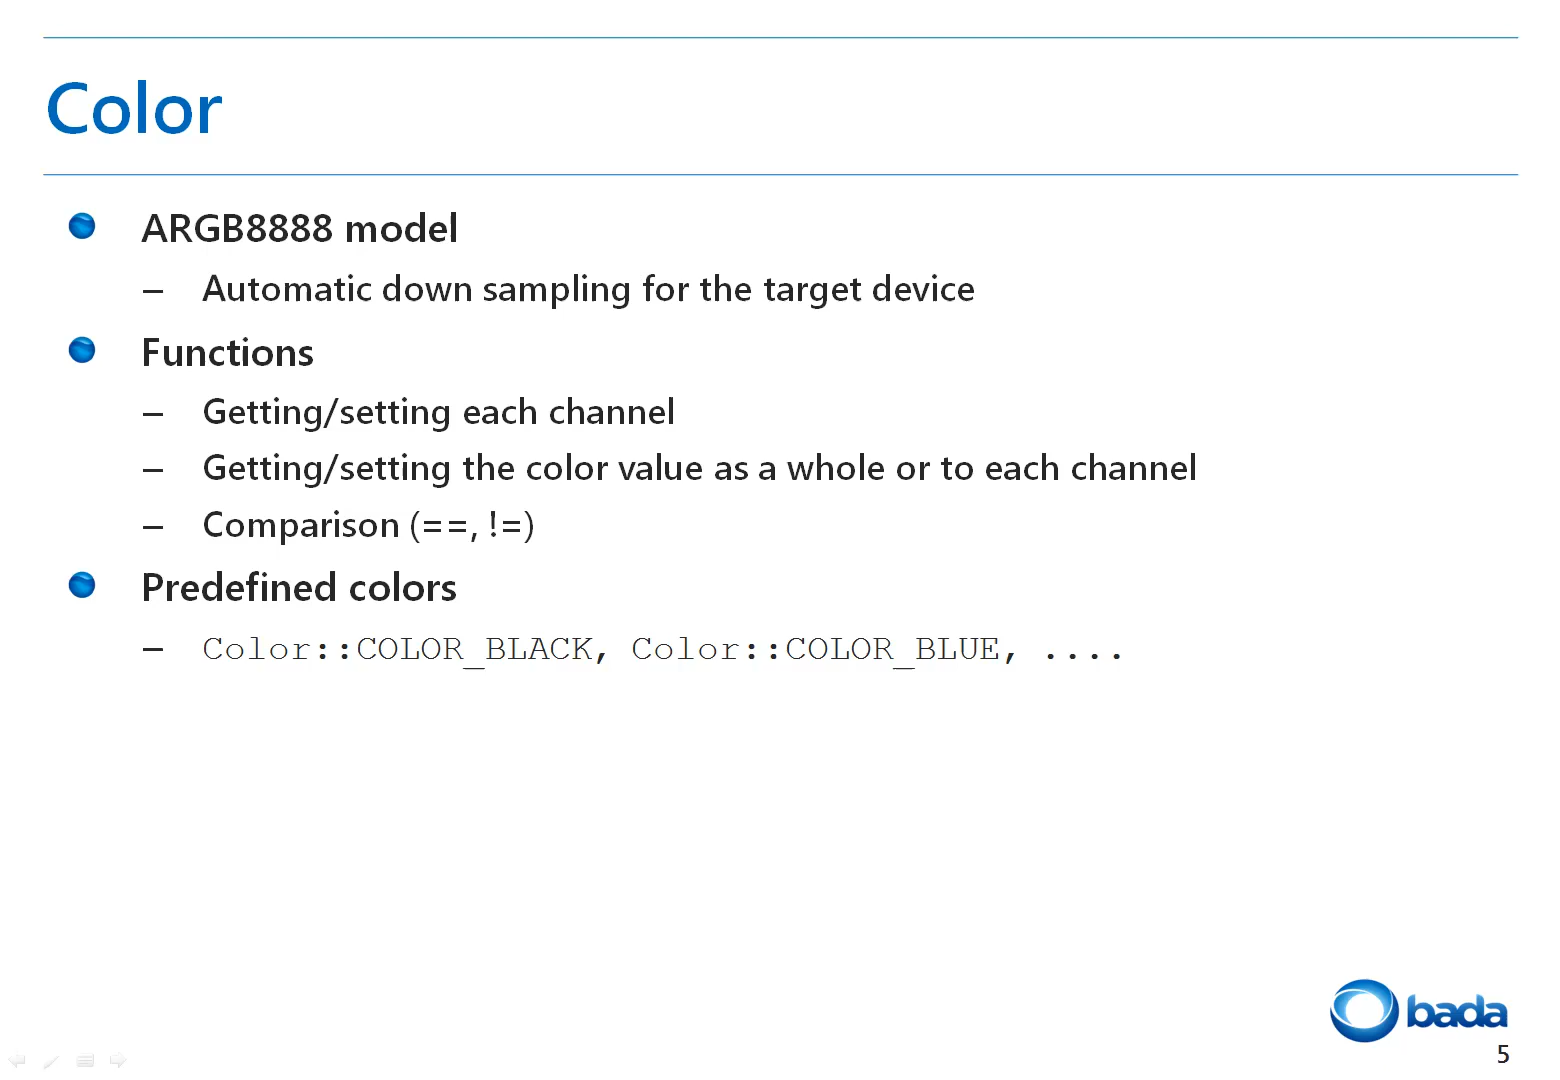 Color
ARGB8888 model
– Automatic down sampling for the target device
Functions
– Getting/setting each channel
– Getting/setting the color value as a whole or to each channel
– Comparison (==, !=)
Predefined colors
– Color::COLOR_BLACK, Color::COLOR_BLUE, ....
bada
5